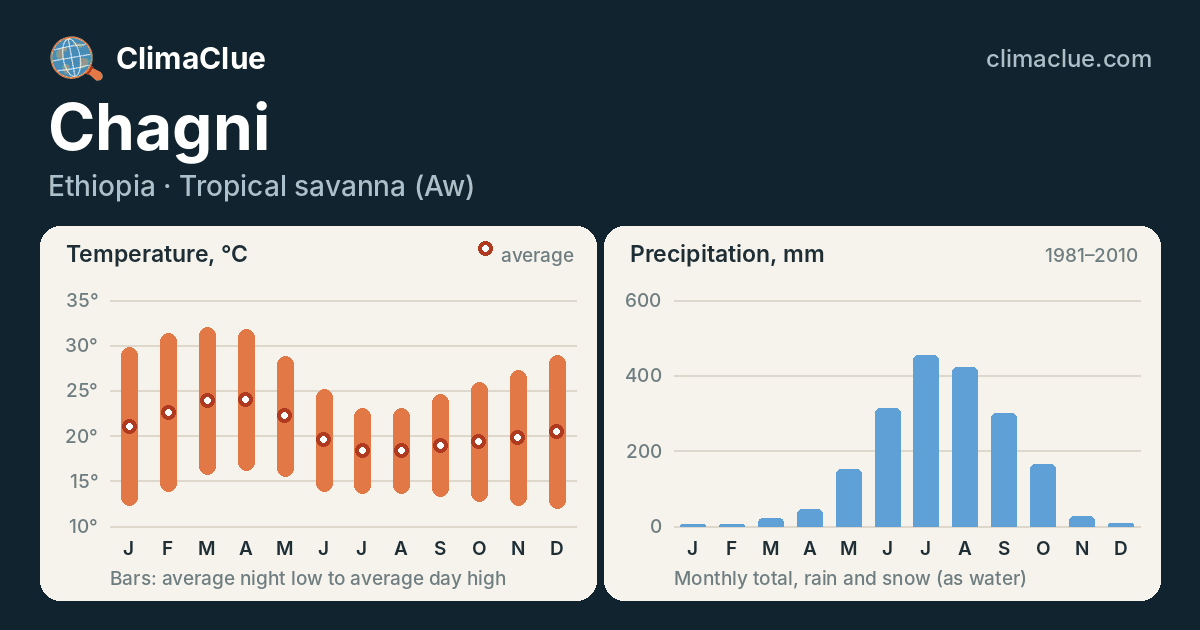 ClimaClue
climaclue.com
Chagni
Ethiopia · Tropical savanna (Aw)
Temperature, °C
average
35°
30°
25°
20°
15°
10°
J F M A M J J A S O N D
Bars: average night low to average day high
Precipitation, mm
1981–2010
600
400
200
0
J F M A M J J A S O N D
Monthly total, rain and snow (as water)